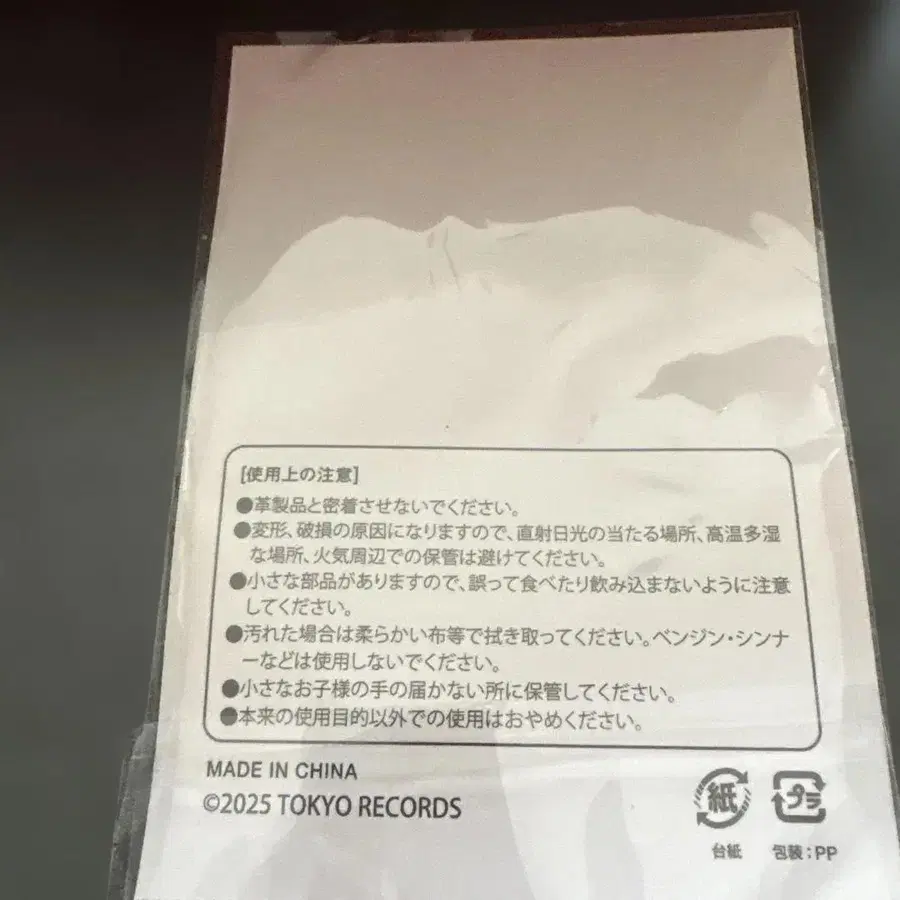 [使用上の注意]
●革製品と密着させないでください。
●変形、破損の原因になりますので、直射日光の当たる場所、高温多湿
な場所、火気周辺での保管は避けてください。
●小さな部品がありますので、誤って食べたり飲み込まないように注意
してください。
●汚れた場合は柔らかい布等で拭き取ってください。ベンジン・シンナ
ーなどは使用しないでください。
●小さなお子様の手の届かない所に保管してください。
●本来の使用目的以外での使用はおやめください。
MADE IN CHINA
©2025 TOKYO RECORDS
紙 プラ
台紙 包装:PP